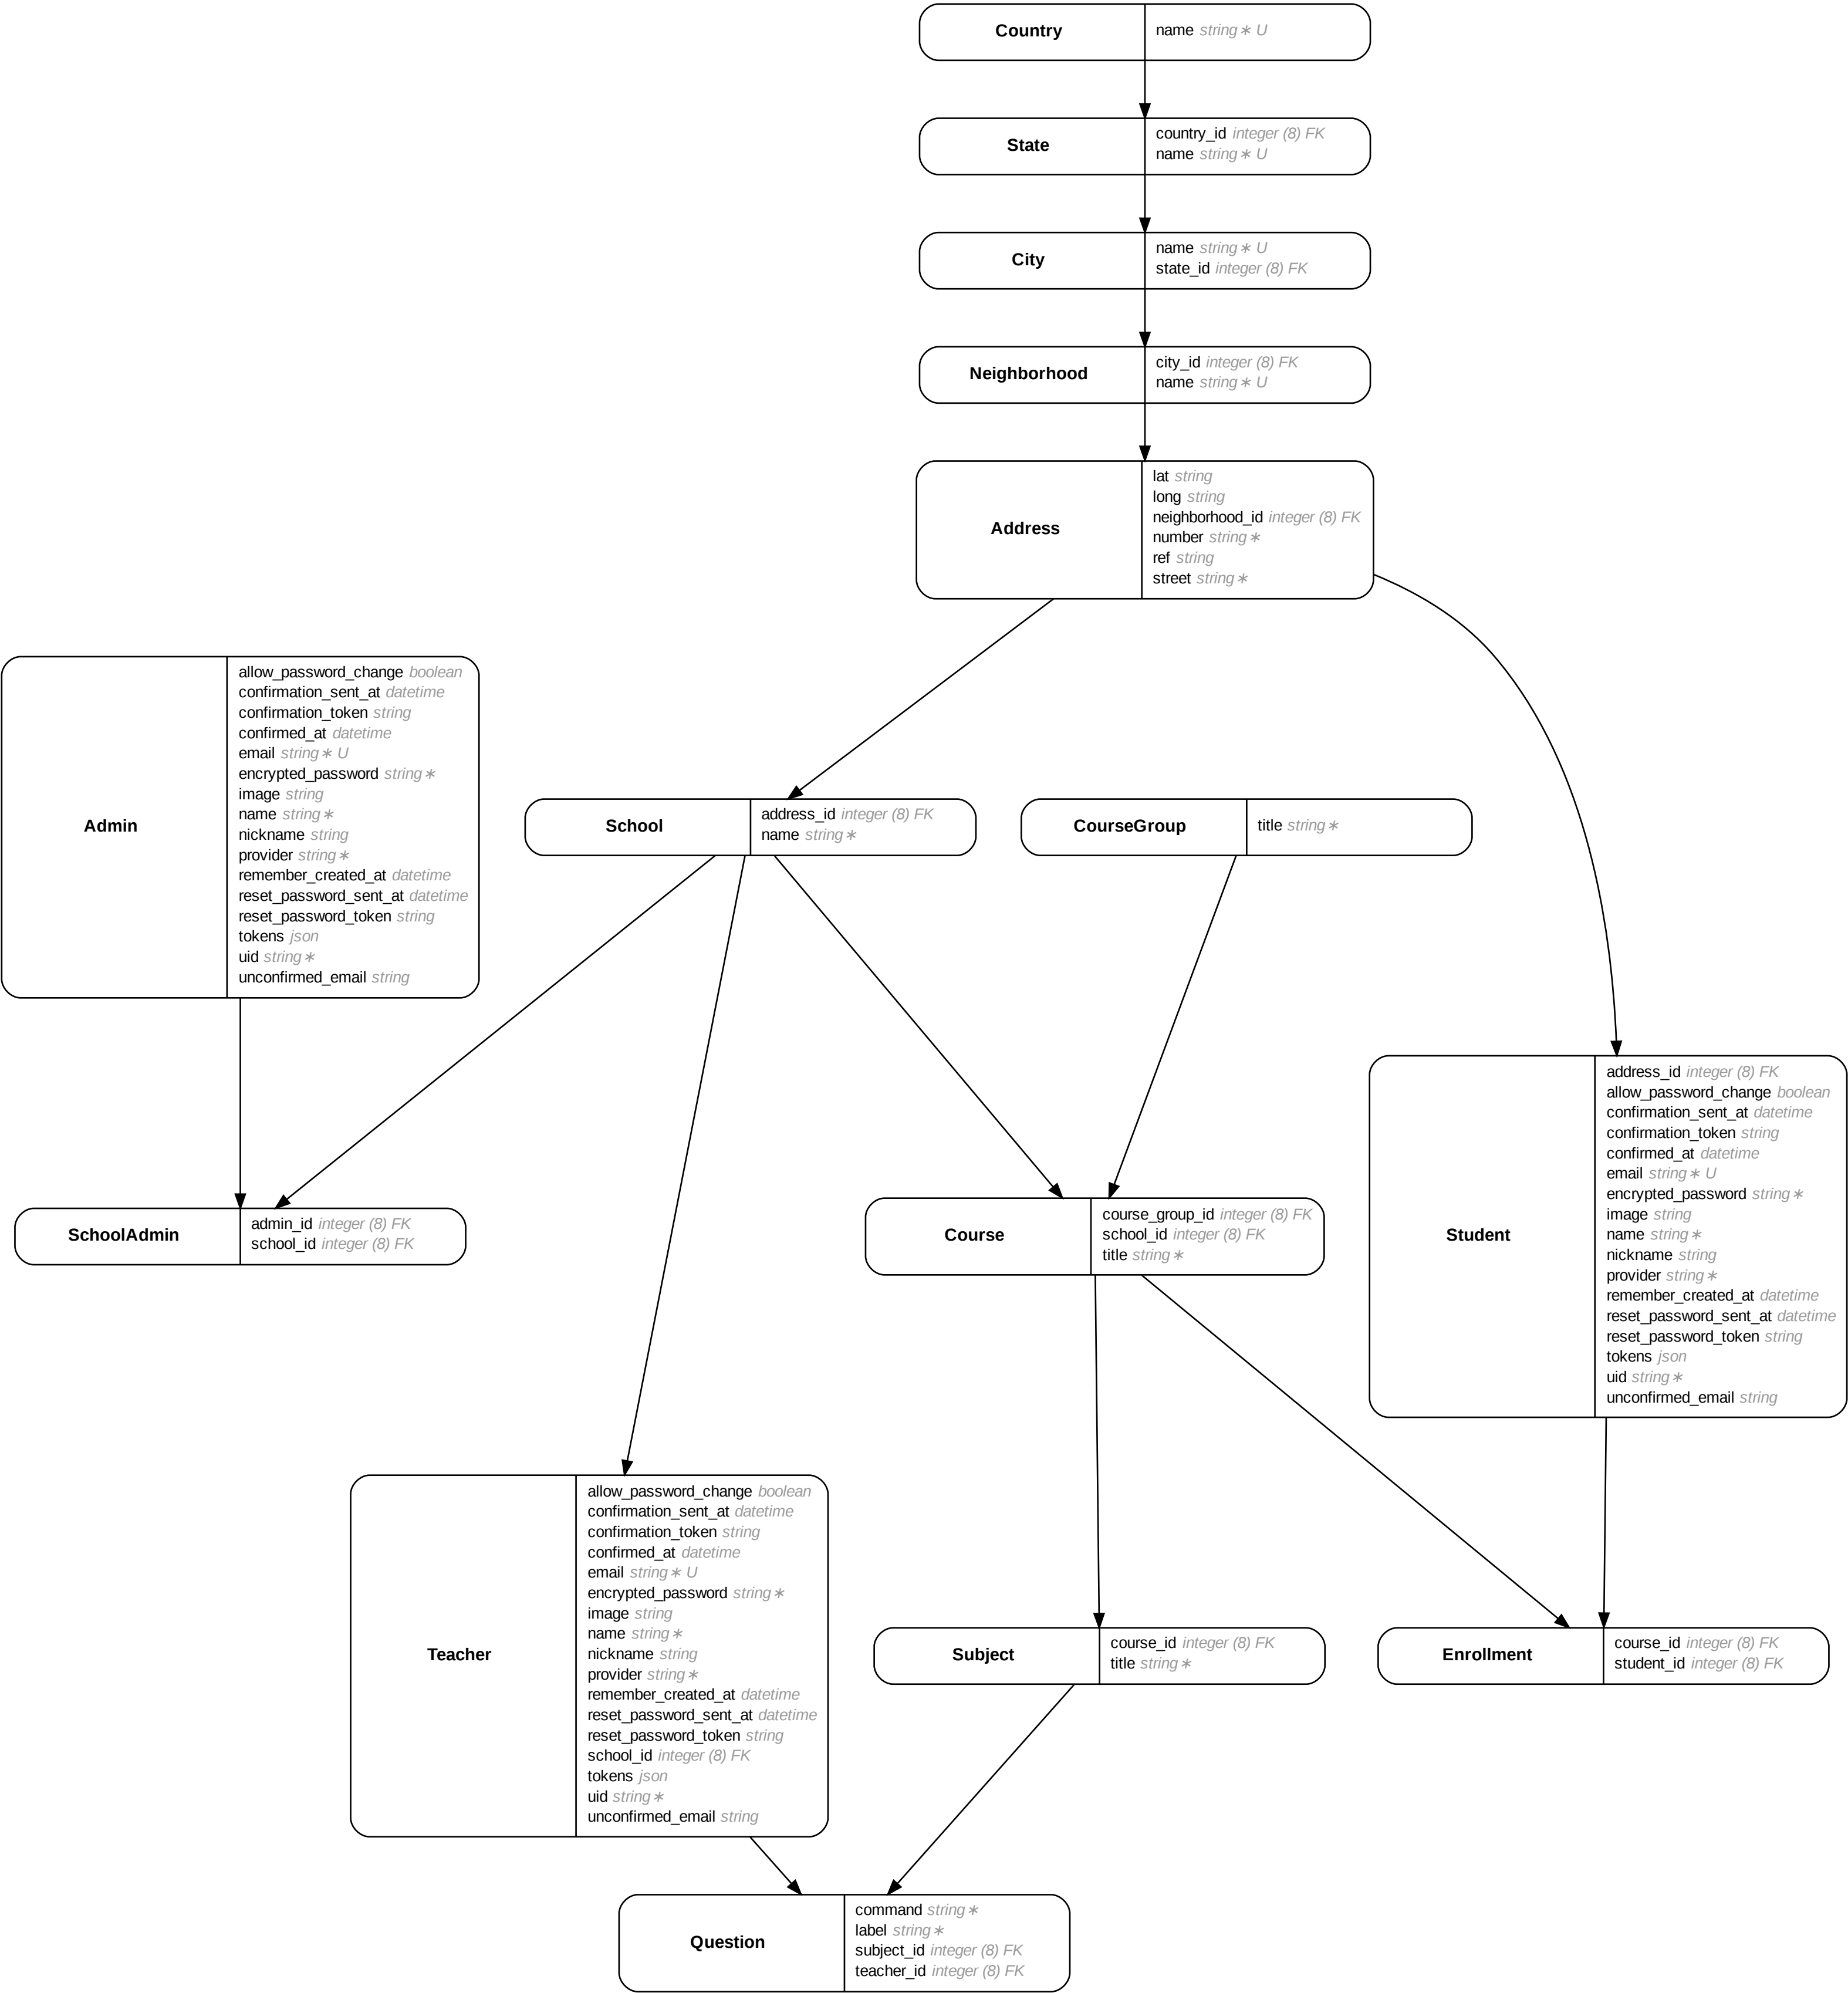 Country
name string∗ U
State
country_id integer (8) FK
name string∗ U
City
name string∗ U
state_id integer (8) FK
Neighborhood
city_id integer (8) FK
name string∗ U
Address
lat string
long string
neighborhood_id integer (8) FK
number string∗
ref string
street string∗
Admin
allow_password_change boolean
confirmation_sent_at datetime
confirmation_token string
confirmed_at datetime
email string∗ U
encrypted_password string∗
image string
name string∗
nickname string
provider string∗
remember_created_at datetime
reset_password_sent_at datetime
reset_password_token string
tokens json
uid string∗
unconfirmed_email string
School
address_id integer (8) FK
name string∗
CourseGroup
title string∗
SchoolAdmin
admin_id integer (8) FK
school_id integer (8) FK
Course
course_group_id integer (8) FK
school_id integer (8) FK
title string∗
Student
address_id integer (8) FK
allow_password_change boolean
confirmation_sent_at datetime
confirmation_token string
confirmed_at datetime
email string∗ U
encrypted_password string∗
image string
name string∗
nickname string
provider string∗
remember_created_at datetime
reset_password_sent_at datetime
reset_password_token string
tokens json
uid string∗
unconfirmed_email string
Teacher
allow_password_change boolean
confirmation_sent_at datetime
confirmation_token string
confirmed_at datetime
email string∗ U
encrypted_password string∗
image string
name string∗
nickname string
provider string∗
remember_created_at datetime
reset_password_sent_at datetime
reset_password_token string
school_id integer (8) FK
tokens json
uid string∗
unconfirmed_email string
Subject
course_id integer (8) FK
title string∗
Enrollment
course_id integer (8) FK
student_id integer (8) FK
Question
command string∗
label string∗
subject_id integer (8) FK
teacher_id integer (8) FK